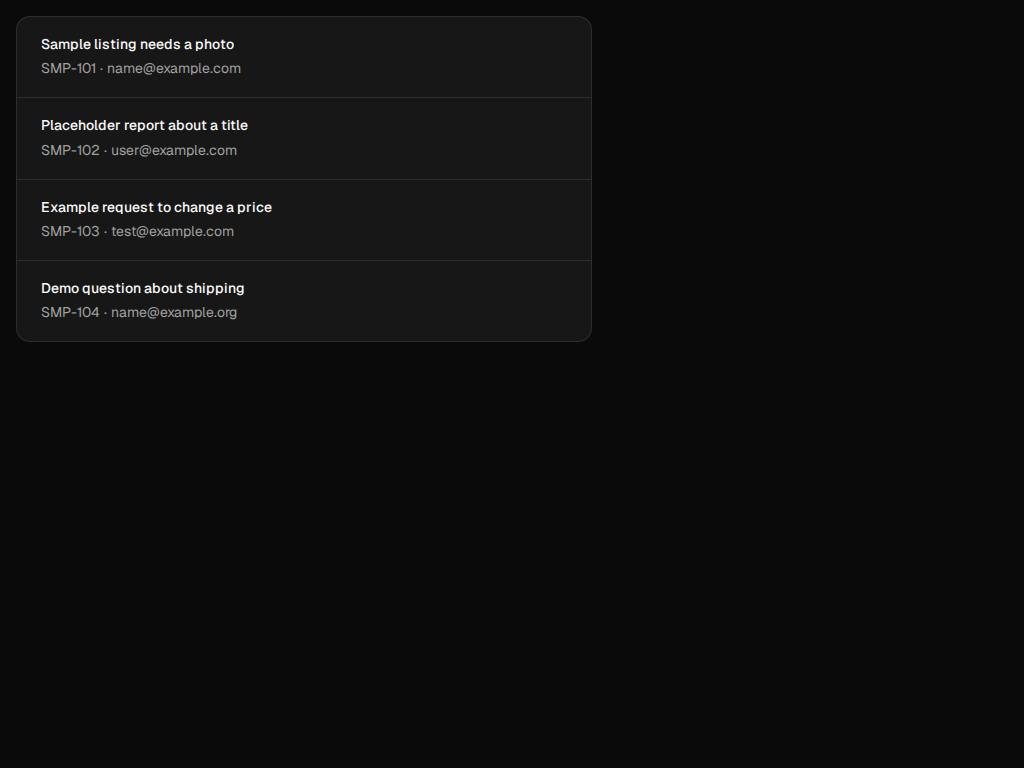 Sample listing needs a photo
SMP-101 · name@example.com
Placeholder report about a title
SMP-102 · user@example.com
Example request to change a price
SMP-103 · test@example.com
Demo question about shipping
SMP-104 · name@example.org